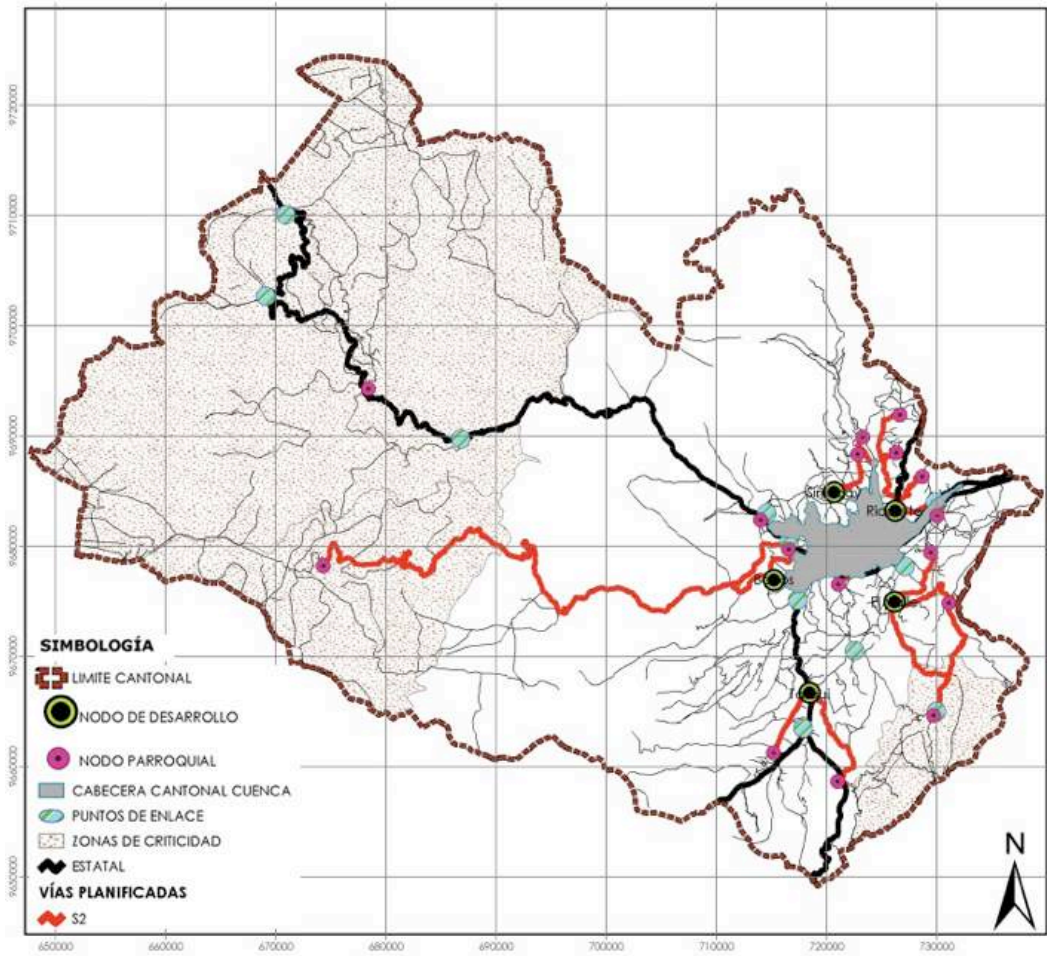 9720000
9710000
9700000
9690000
9680000
9670000
9660000
9650000
SIMBOLOGÍA
LIMITE CANTONAL
NODO DE DESARROLLO
NODO PARROQUIAL
CABECERA CANTONAL CUENCA
PUNTOS DE ENLACE
ZONAS DE CRITICIDAD
ESTATAL
VÍAS PLANIFICADAS
S2
N
650000 660000 670000 680000 690000 700000 710000 720000 730000